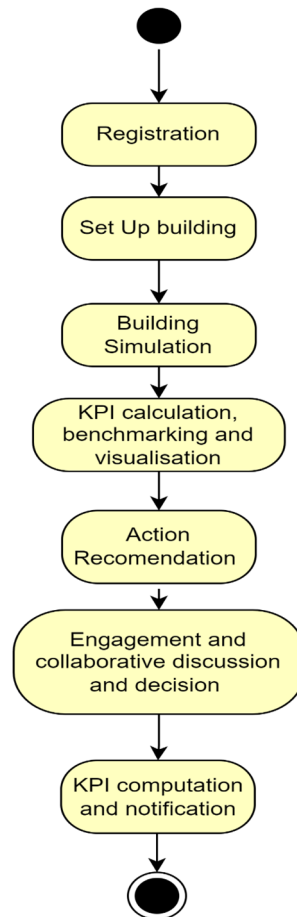 Registration
Set Up building
Building
Simulation
KPI calculation,
benchmarking and
visualisation
Action
Recomendation
Engagement and
collaborative discussion
and decision
KPI computation
and notification